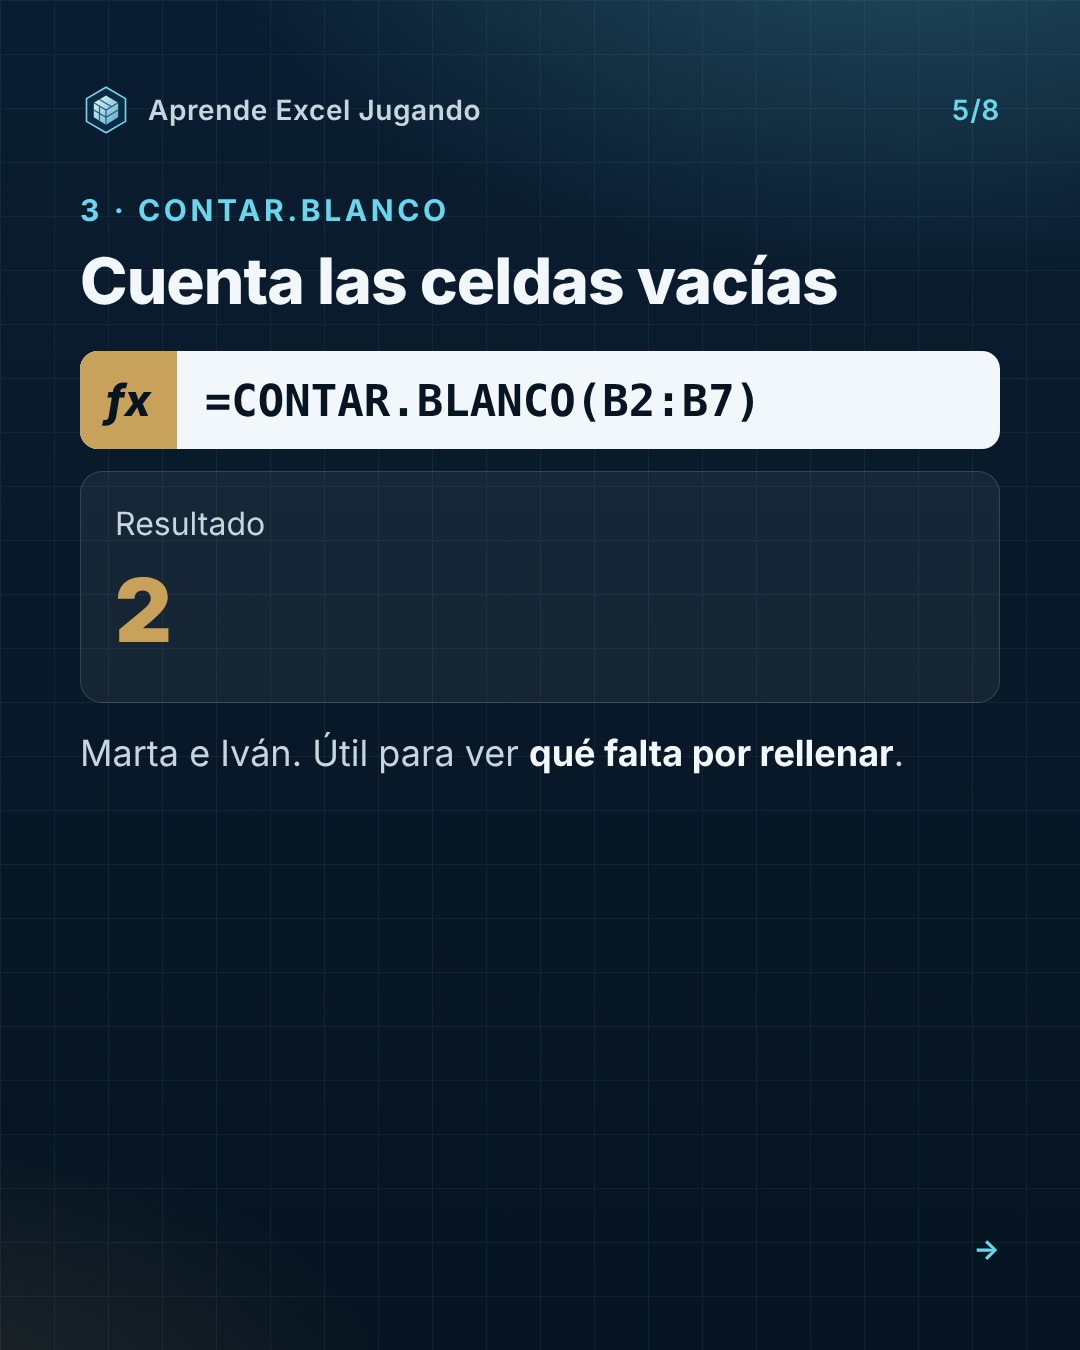 Aprende Excel Jugando
5/8
3 · CONTAR.BLANCO
Cuenta las celdas vacías
fx =CONTAR.BLANCO(B2:B7)
Resultado
2
Marta e Iván. Útil para ver qué falta por rellenar.
→